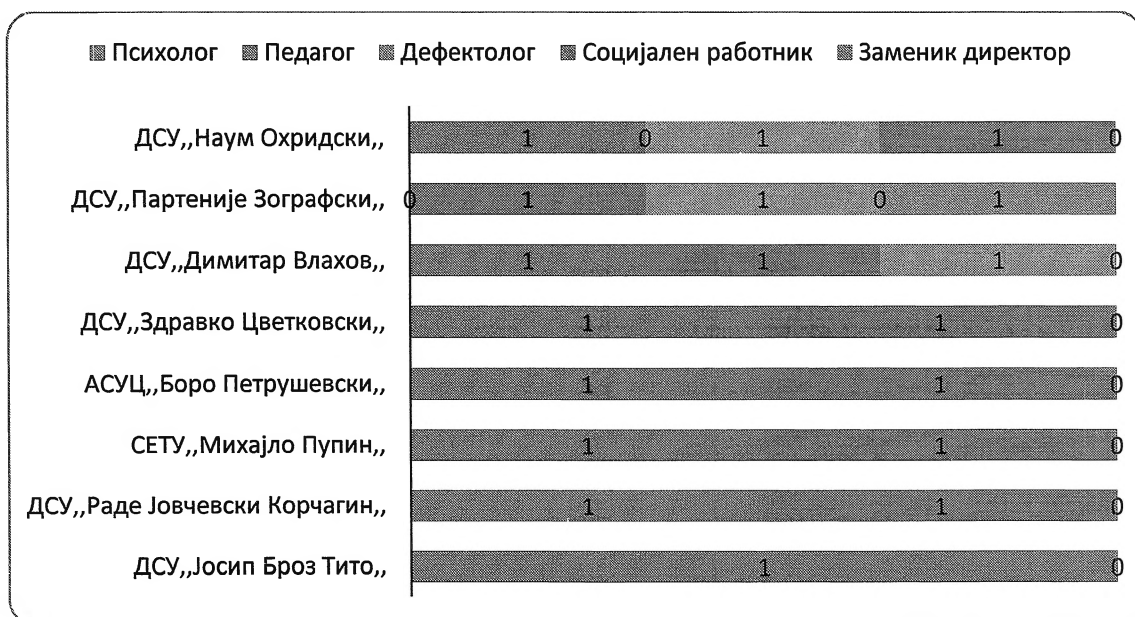 Психолог Педагог Дефектолог Социјален работник Заменик директор
ДСУ,,Наум Охридски,, 1 0 1 1 0
ДСУ,,Партеније Зографски,, 0 1 1 0 1
ДСУ,,Димитар Влахов,, 1 1 1 0
ДСУ,,Здравко Цветковски,, 1 1 0
АСУЦ,,Боро Петрушевски,, 1 1 0
СЕТУ,,Михајло Пупин,, 1 1 0
ДСУ,,Раде Јовчевски Корчагин,, 1 1 0
ДСУ,,Јосип Броз Тито,, 1 0